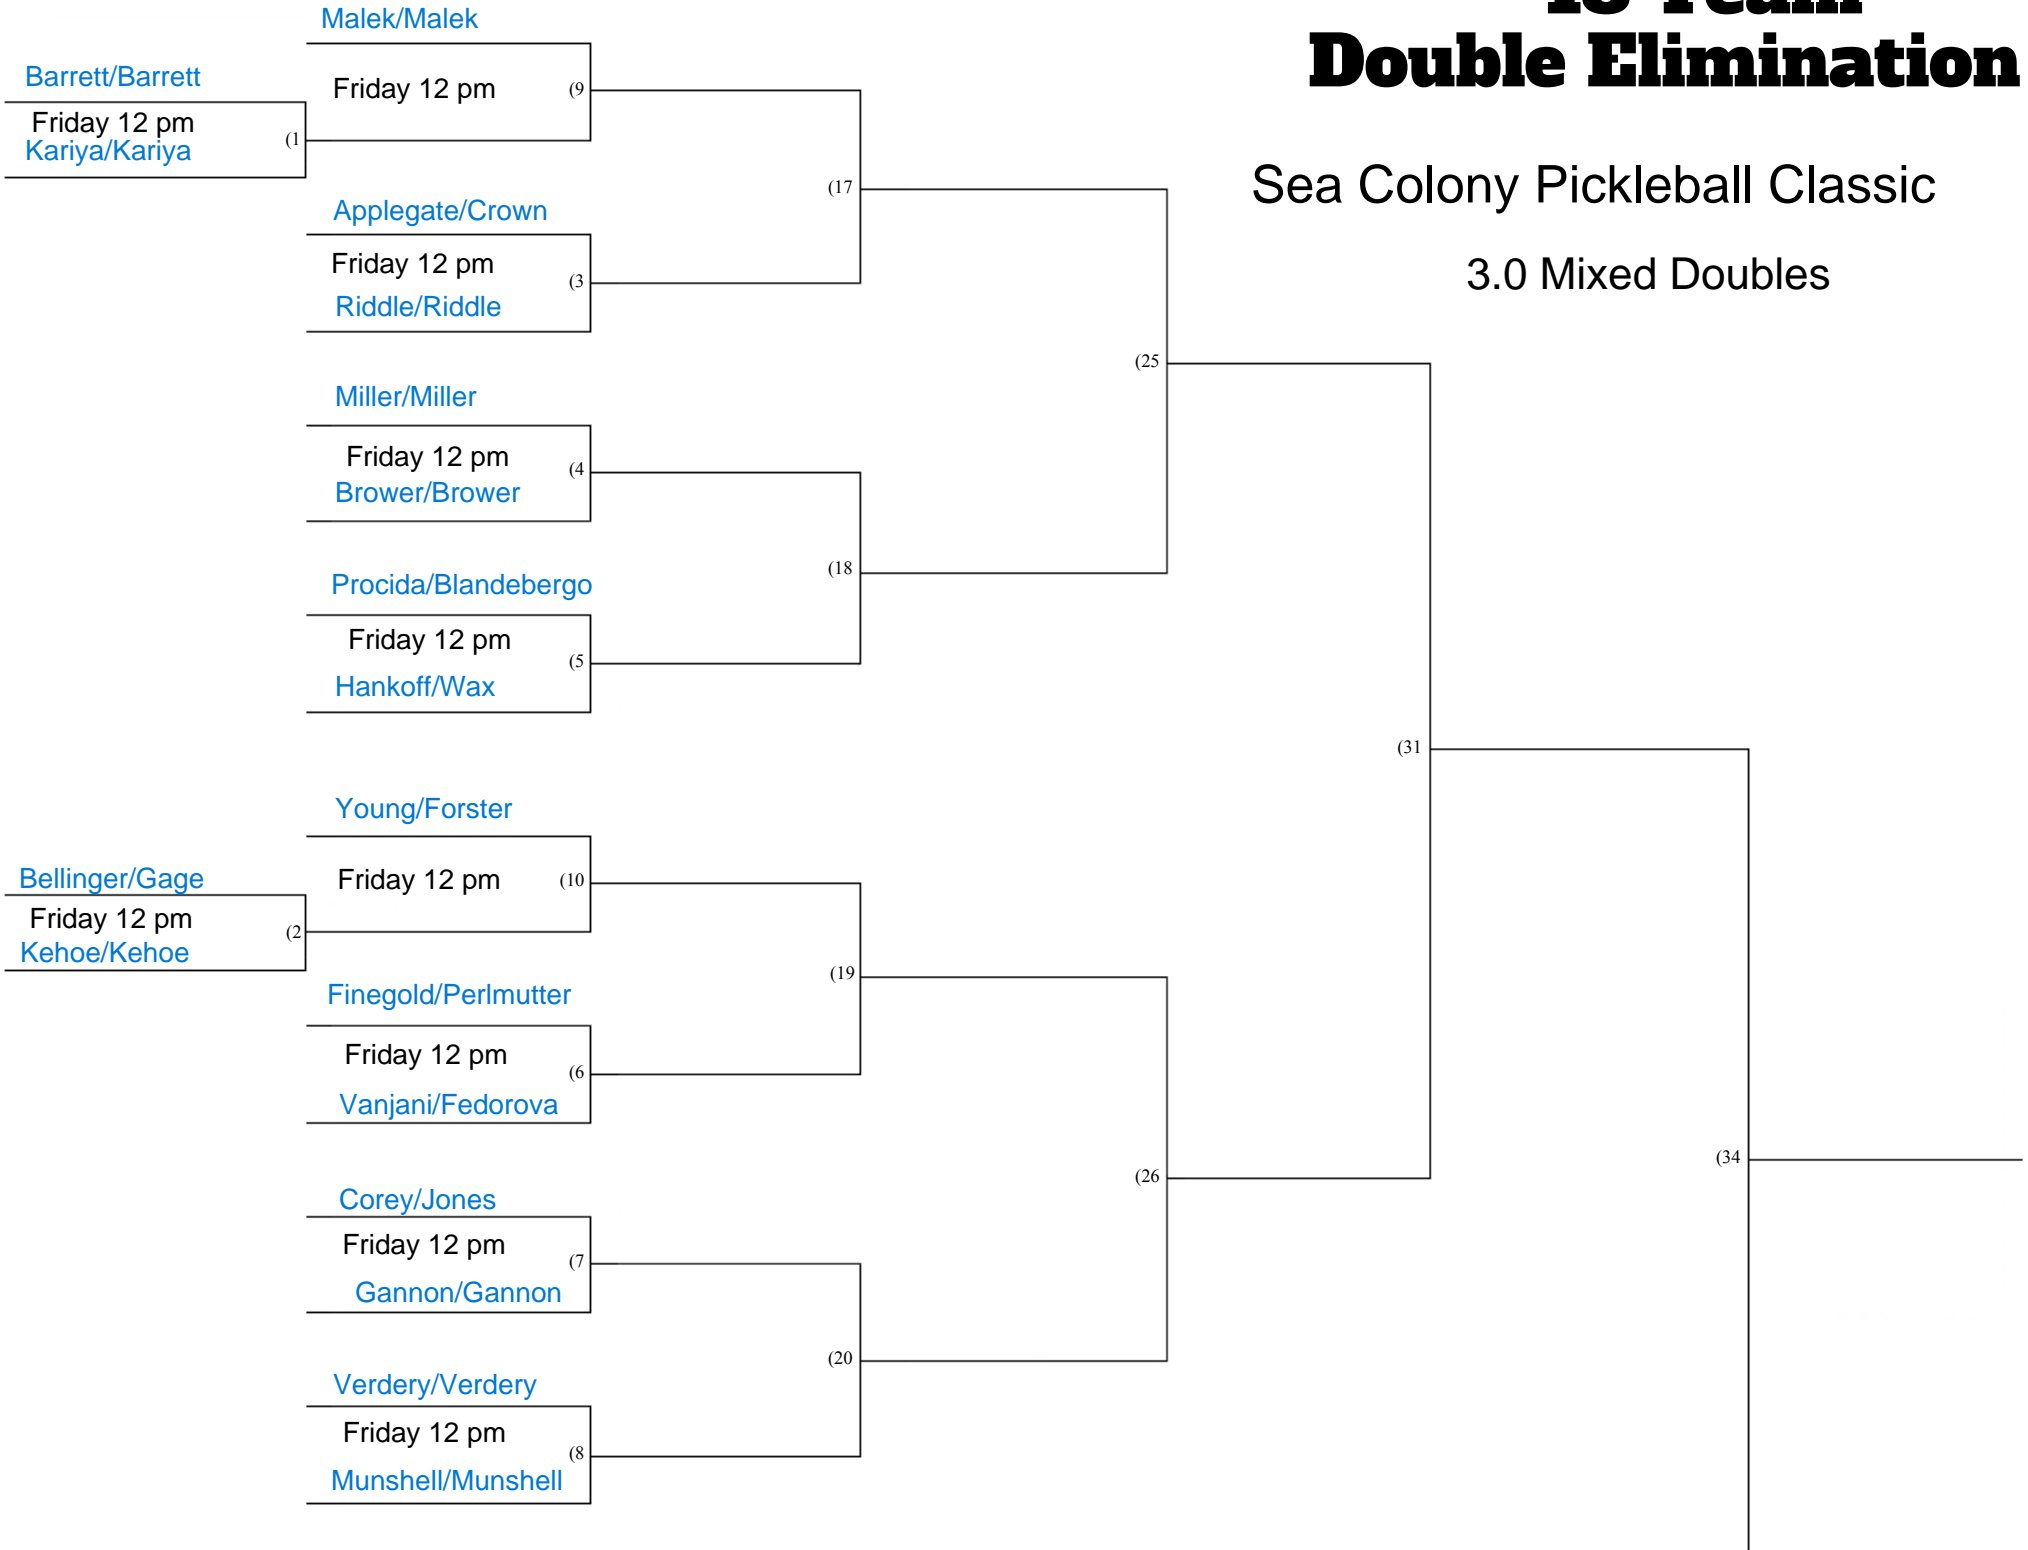 18 Team
Double Elimination
Sea Colony Pickleball Classic
3.0 Mixed Doubles
Malek/Malek
Friday 12 pm
(9
Barrett/Barrett
Friday 12 pm
Kariya/Kariya
(1
(17
Applegate/Crown
Friday 12 pm
(3
Riddle/Riddle
(25
Miller/Miller
Friday 12 pm
(4
Brower/Brower
(18
Procida/Blandebergo
Friday 12 pm
(5
Hankoff/Wax
(31
Young/Forster
Friday 12 pm
(10
Bellinger/Gage
Friday 12 pm
Kehoe/Kehoe
(2
(19
Finegold/Perlmutter
Friday 12 pm
(6
Vanjani/Fedorova
(34
(26
Corey/Jones
Friday 12 pm
(7
Gannon/Gannon
(20
Verdery/Verdery
Friday 12 pm
(8
Munshell/Munshell